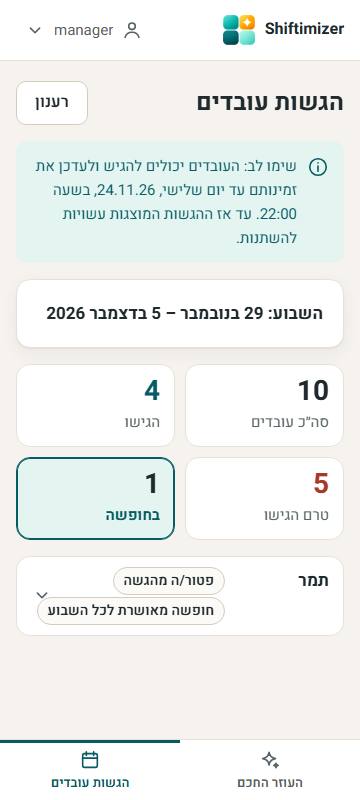 Shiftimizer
manager
הגשות עובדים
רענון
שימו לב: העובדים יכולים להגיש ולעדכן את
זמינותם עד יום שלישי, 24.11.26, בשעה
22:00. עד אז ההגשות המוצגות עשויות
להשתנות.
השבוע: 29 בנובמבר – 5 בדצמבר 2026
10
סה״כ עובדים
4
הגישו
5
טרם הגישו
1
בחופשה
תמר
פטור/ה מהגשה
חופשה מאושרת לכל השבוע
העוזר החכם
הגשות עובדים